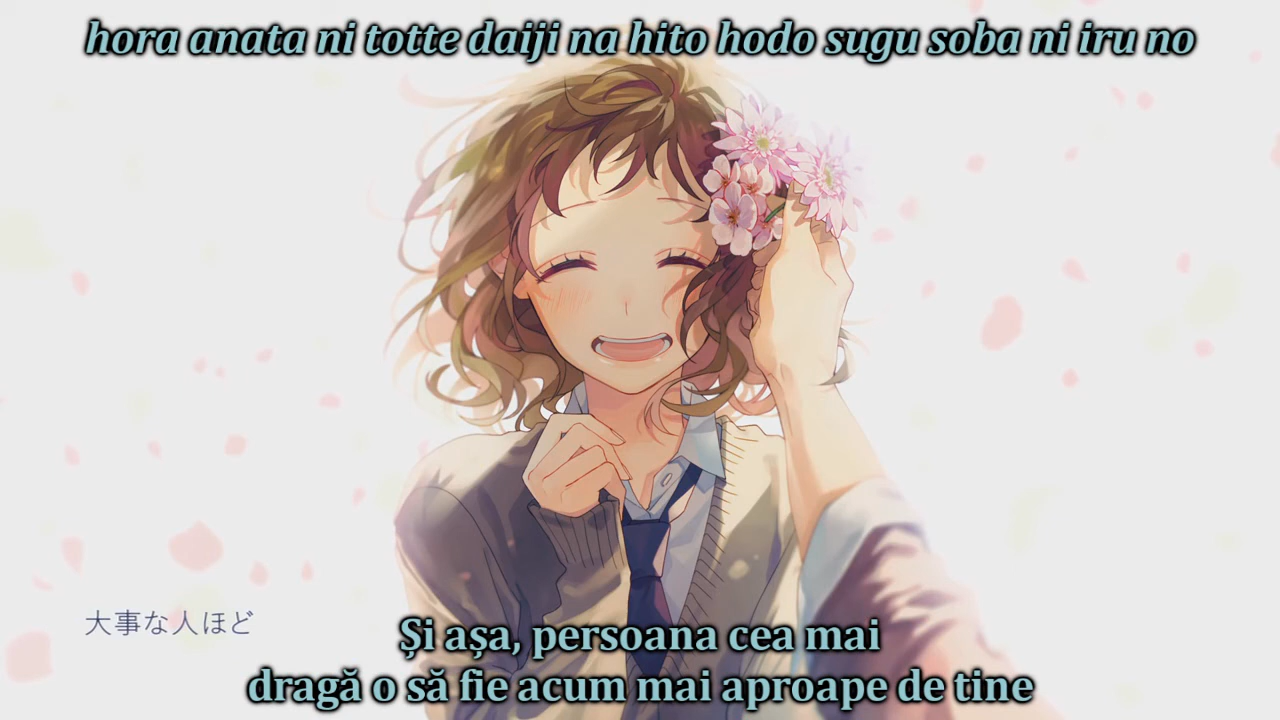 hora anata ni totte daiji na hito hodo sugu soba ni iru no
大事な人ほど
Și așa, persoana cea mai
dragă o să fie acum mai aproape de tine